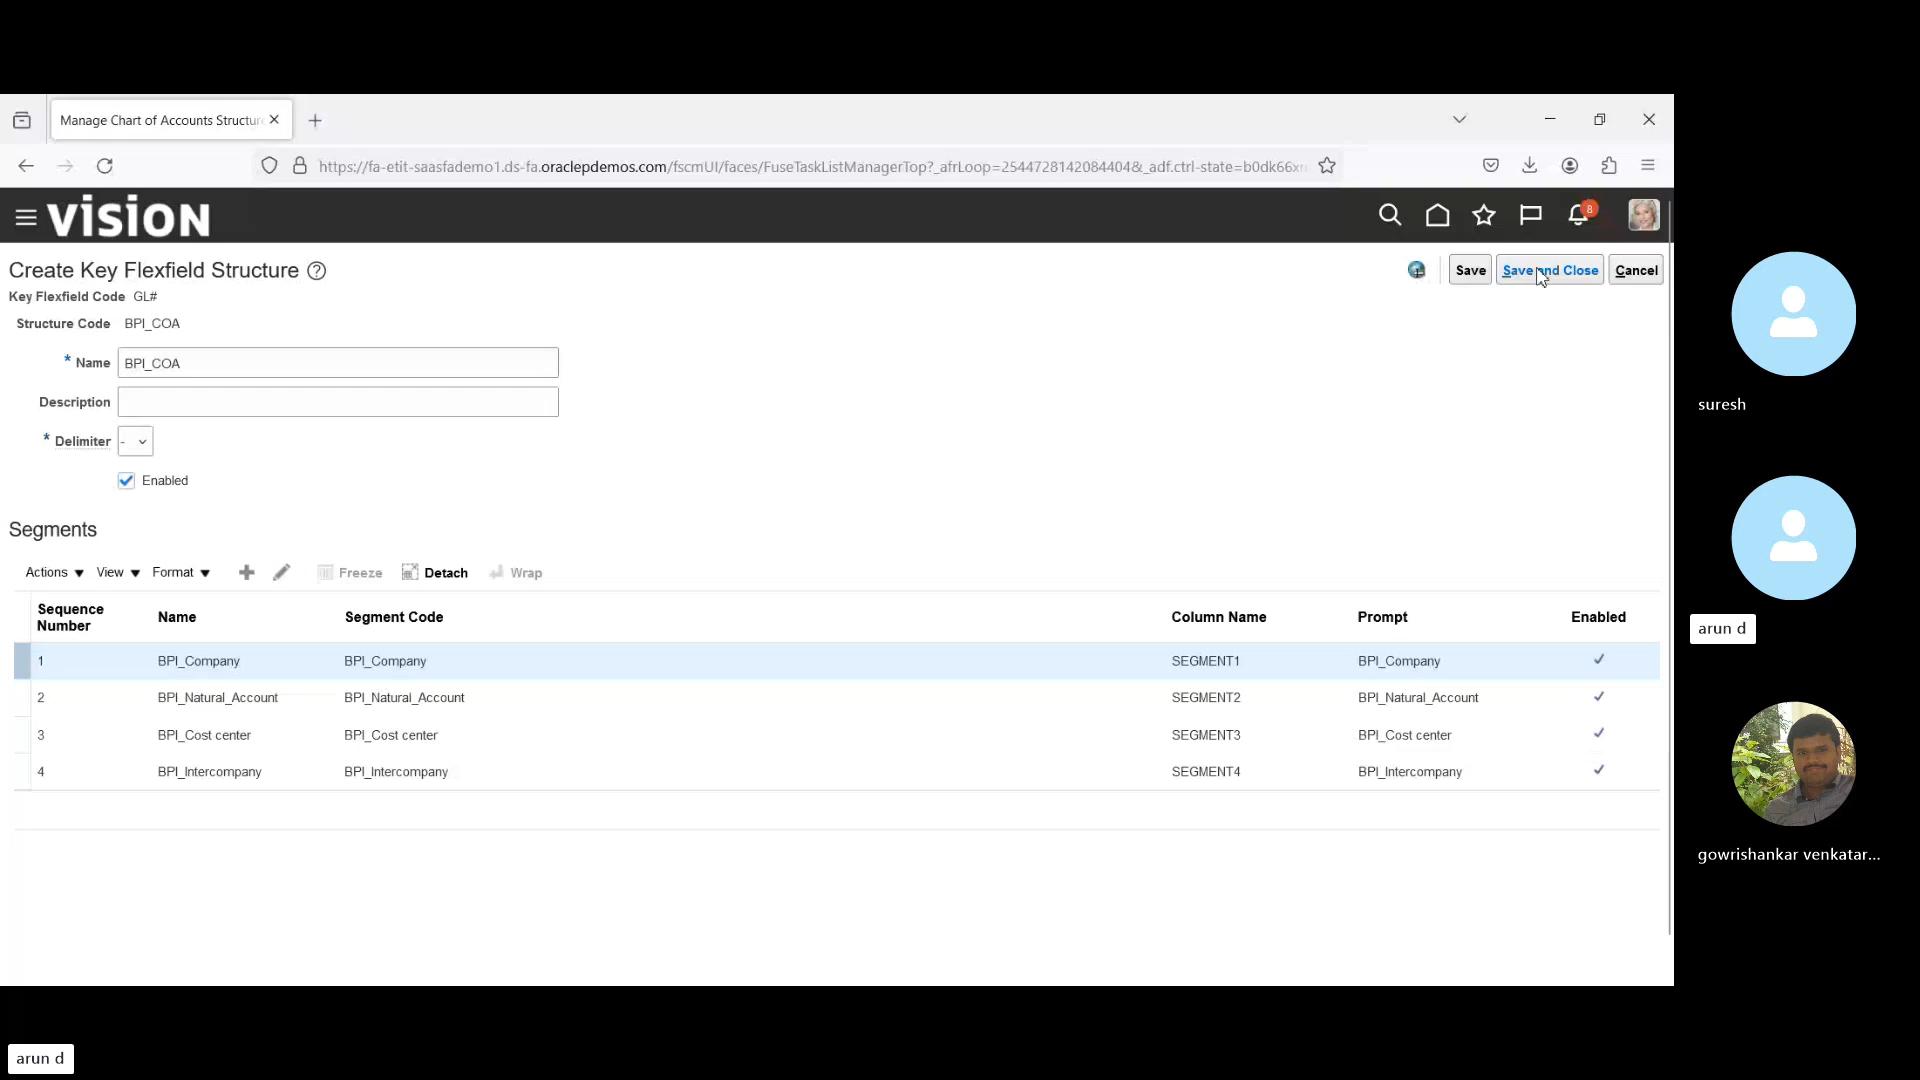 Manage Chart of Accounts Structur
https://fa-etit-saasfademo1.ds-fa.oraclepdemos.com/fscmUI/faces/FuseTaskListManagerTop?_afrLoop=25447281420844048&_adf.ctrl-state=b0dk66x
VISION
8
Create Key Flexfield Structure ?
Save
Save and Close
Cancel
Key Flexfield Code GL#
Structure Code BPI_COA
* Name BPI_COA
Description
* Delimiter -
Enabled
Segments
Actions View Format Freeze Detach Wrap
Sequence Number Name Segment Code Column Name Prompt Enabled
1 BPI_Company BPI_Company SEGMENT1 BPI_Company
2 BPI_Natural_Account BPI_Natural_Account SEGMENT2 BPI_Natural_Account
3 BPI_Cost center BPI_Cost center SEGMENT3 BPI_Cost center
4 BPI_Intercompany BPI_Intercompany SEGMENT4 BPI_Intercompany
suresh
arun d
gowrishankar venkatar...
arun d